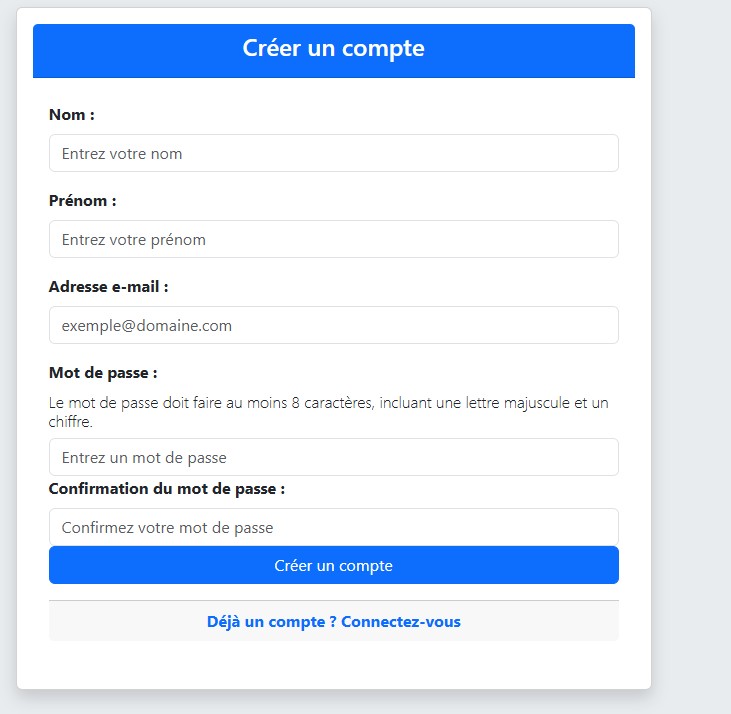 Créer un compte
Nom :
Entrez votre nom
Prénom :
Entrez votre prénom
Adresse e-mail :
exemple@domaine.com
Mot de passe :
Le mot de passe doit faire au moins 8 caractères, incluant une lettre majuscule et un
chiffre.
Entrez un mot de passe
Confirmation du mot de passe :
Confirmez votre mot de passe
Créer un compte
Déjà un compte ? Connectez-vous